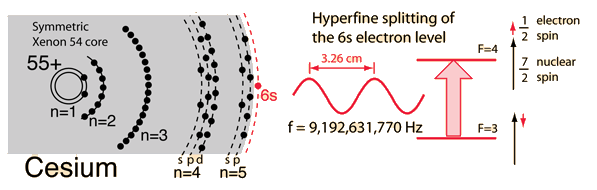 Symmetric
Xenon 54 core
55+
n=1
n=2
n=3
s p d
n=4
s p
n=5
6s
Cesium
Hyperfine splitting of
the 6s electron level
3.26 cm
f = 9,192,631,770 Hz
F=4
F=3
1/2 electron spin
7/2 nuclear spin